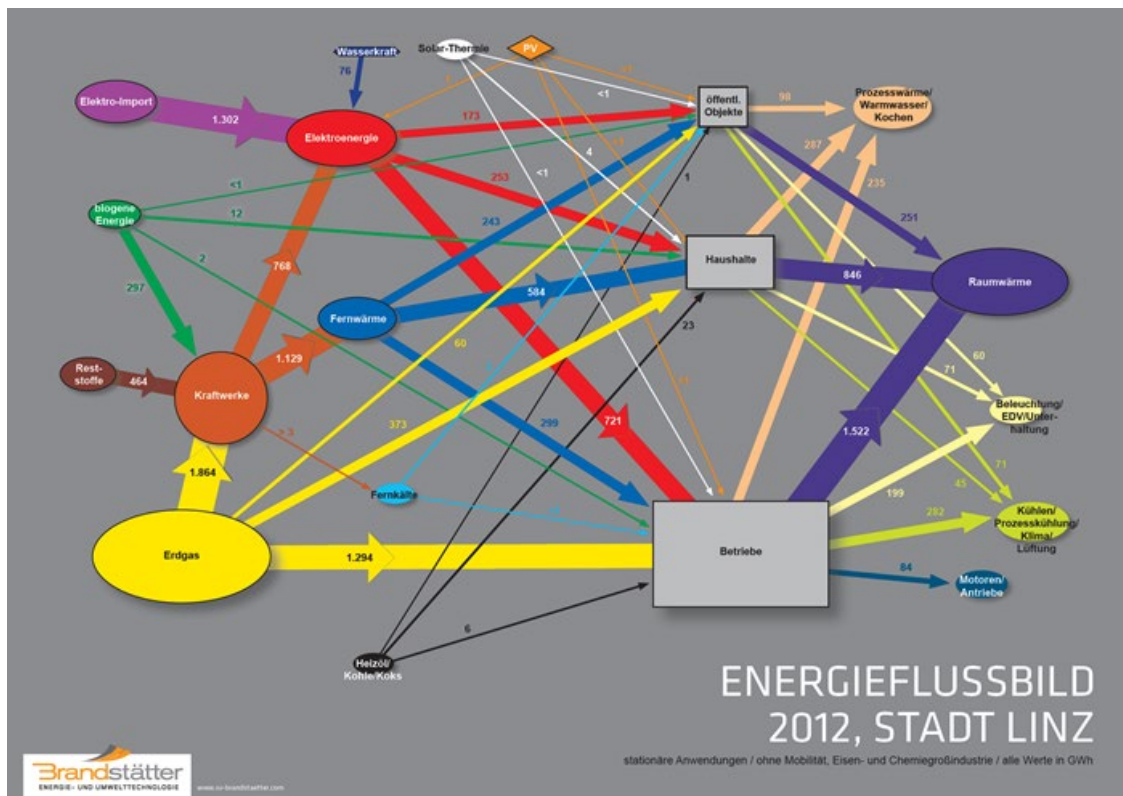 Wasserkraft
Solar-Thermie
PV
76
<1
Elektro-Import
1.302
Elektroenergie
173
öffentl.
Objekte
98
Prozesswärme/
Warmwasser/
Kochen
287
235
4
<1
1
253
<1
biogene
Energie
12
2
243
251
297
768
Haushalte
846
Raumwärme
584
Fernwärme
1.129
23
60
60
71
Rest-
stoffe
464
Kraftwerke
373
299
721
1.522
Beleuchtung/
EDV/Unter-
haltung
1.864
Fernkälte
199
71
45
282
Kühlen/
Prozesskühlung/
Klima/
Lüftung
Erdgas
1.294
Betriebe
84
Motoren/
Antriebe
6
Heizöl/
Kohle/Koks
ENERGIEFLUSSBILD
2012, STADT LINZ
stationäre Anwendungen / ohne Mobilität, Eisen- und Chemiegroßindustrie / alle Werte in GWh
Brandstätter
ENERGIE- UND UMWELTTECHNOLOGIE
www.sv-brandstaetter.com